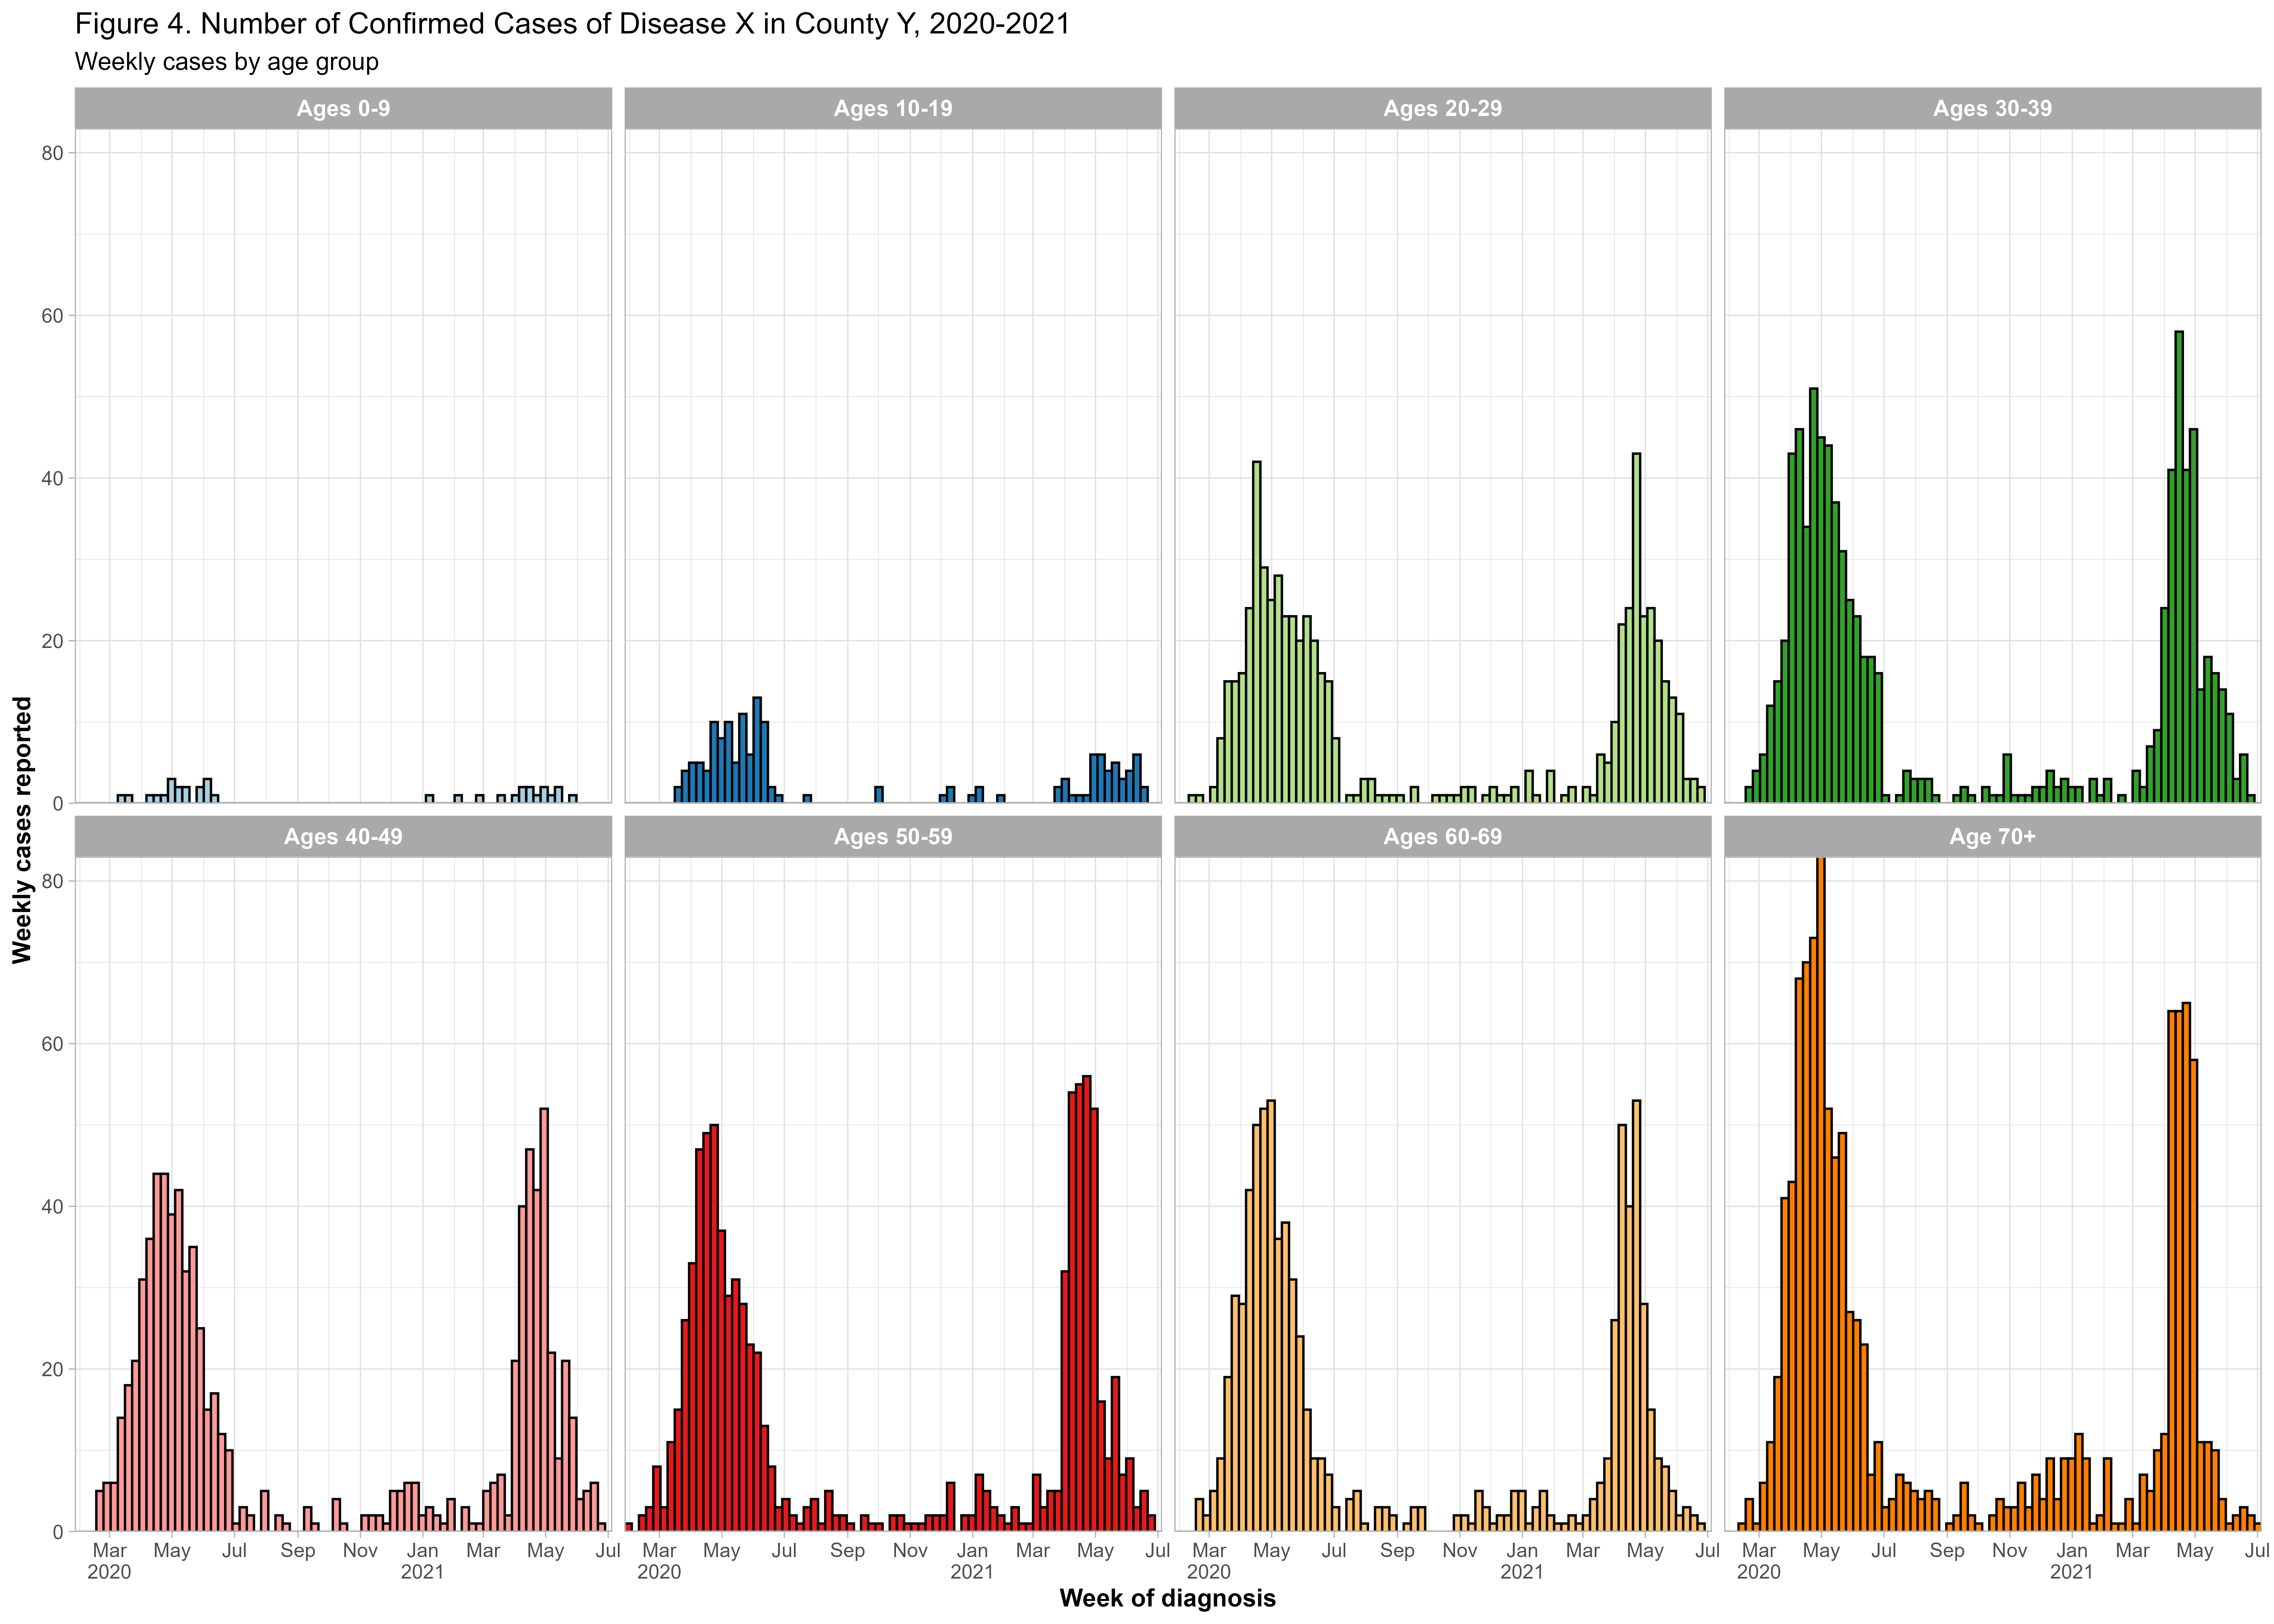 Figure 4. Number of Confirmed Cases of Disease X in County Y, 2020-2021
Weekly cases by age group
Ages 0-9
Ages 10-19
Ages 20-29
Ages 30-39
80
60
40
20
0
Ages 40-49
Ages 50-59
Ages 60-69
Age 70+
80
60
40
20
0
Weekly cases reported
Mar May Jul Sep Nov Jan Mar May Jul
2020 2021
Mar May Jul Sep Nov Jan Mar May Jul
2020 2021
Mar May Jul Sep Nov Jan Mar May Jul
2020 2021
Mar May Jul Sep Nov Jan Mar May Jul
2020 2021
Week of diagnosis